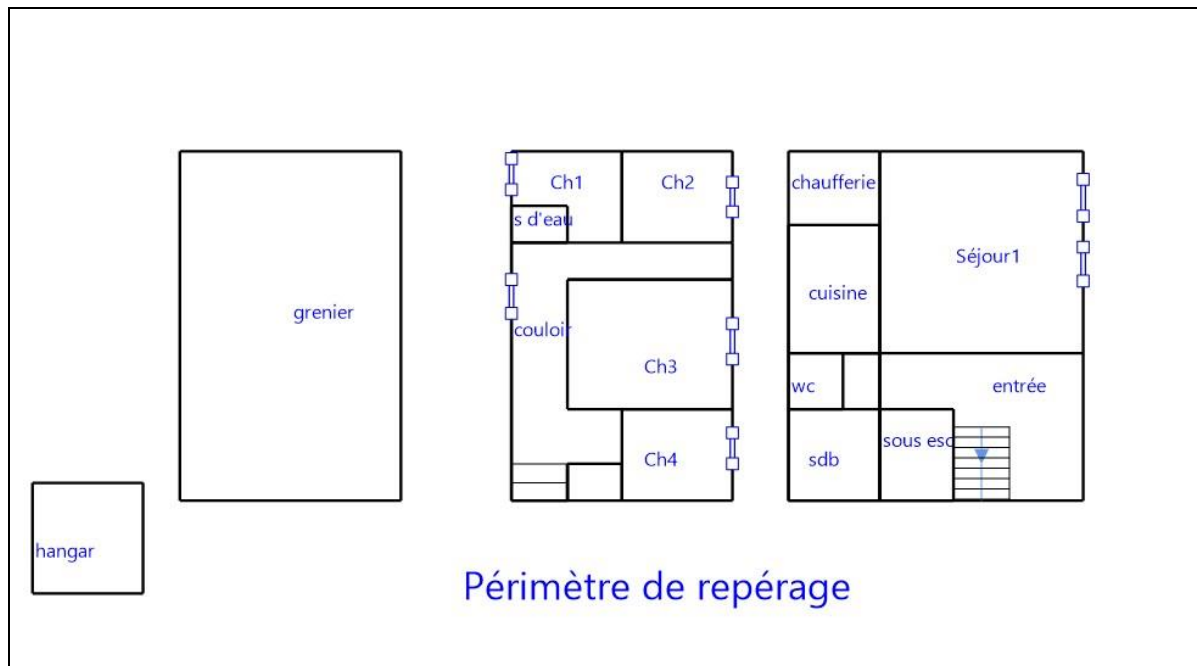 Ch1
Ch2
chaufferie
s d'eau
Séjour1
cuisine
grenier
couloir
Ch3
wc
entrée
sous esc
Ch4
sdb
hangar
Périmètre de repérage